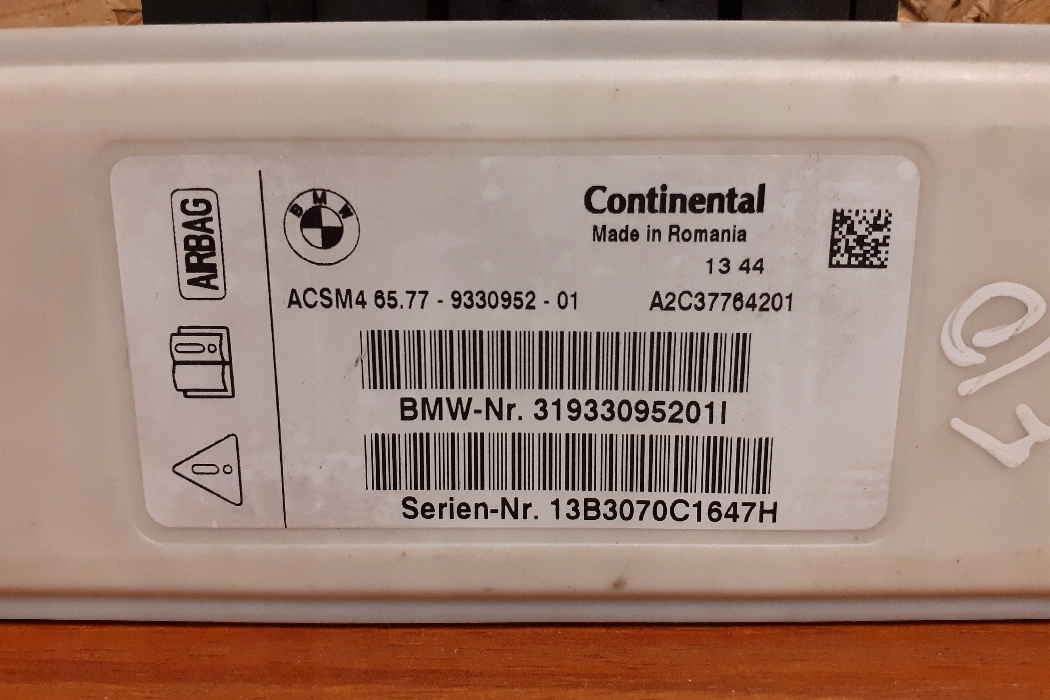 AIRBAG
BMW
Continental
Made in Romania
13 44
ACSM4 65.77 - 9330952 - 01 A2C37764201
BMW-Nr. 31933095201I
Serien-Nr. 13B3070C1647H